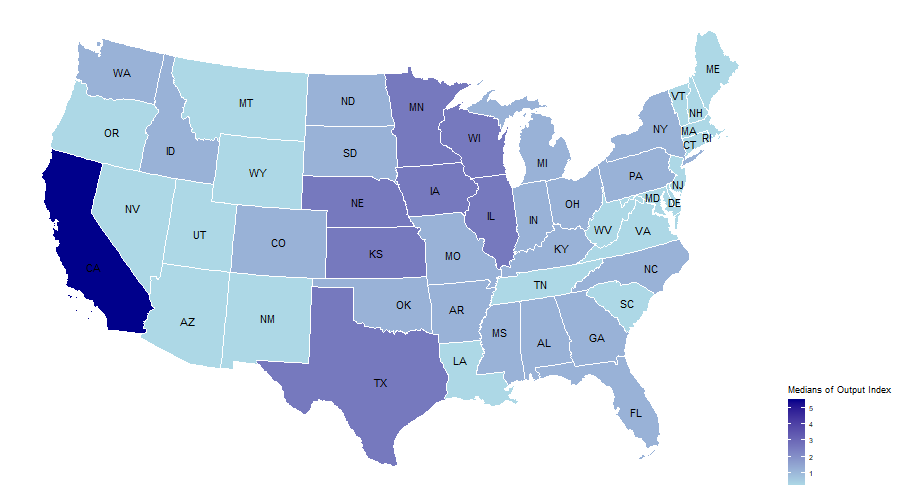 ME
WA
VT
MT
ND
MN
NH
OR
NY
MA
RI
WI
CT
ID
SD
MI
WY
PA
NJ
IA
MD
NE
OH
DE
NV
IL
IN
WV
VA
UT
CO
KY
KS
MO
CA
NC
TN
SC
OK
AR
NM
AZ
MS
AL
GA
LA
TX
FL
Medians of Output Index
5
4
3
2
1